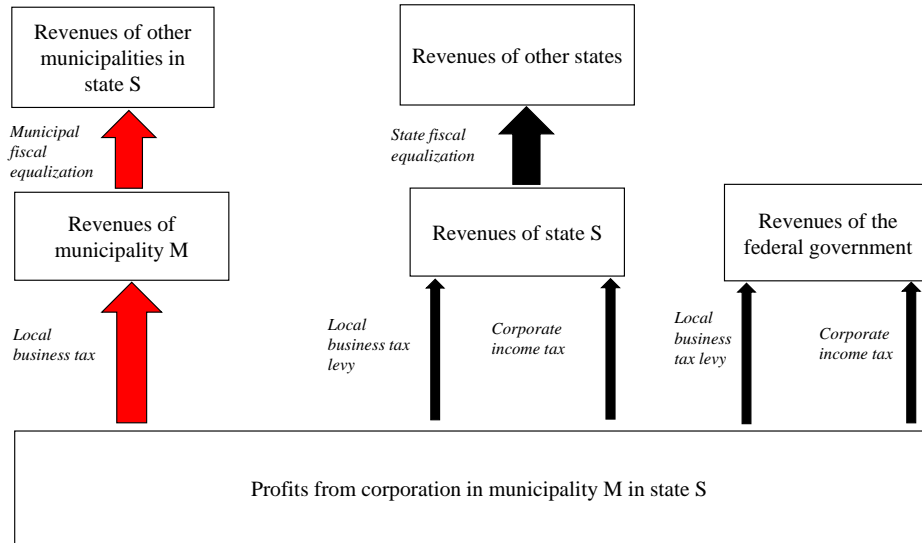 Revenues of other
municipalities in
state S
Revenues of other states
Municipal
fiscal
equalization
State fiscal
equalization
Revenues of
municipality M
Revenues of state S
Revenues of the
federal government
Local
business tax
Local
business tax
levy
Corporate
income tax
Local
business
tax levy
Corporate
income tax
Profits from corporation in municipality M in state S